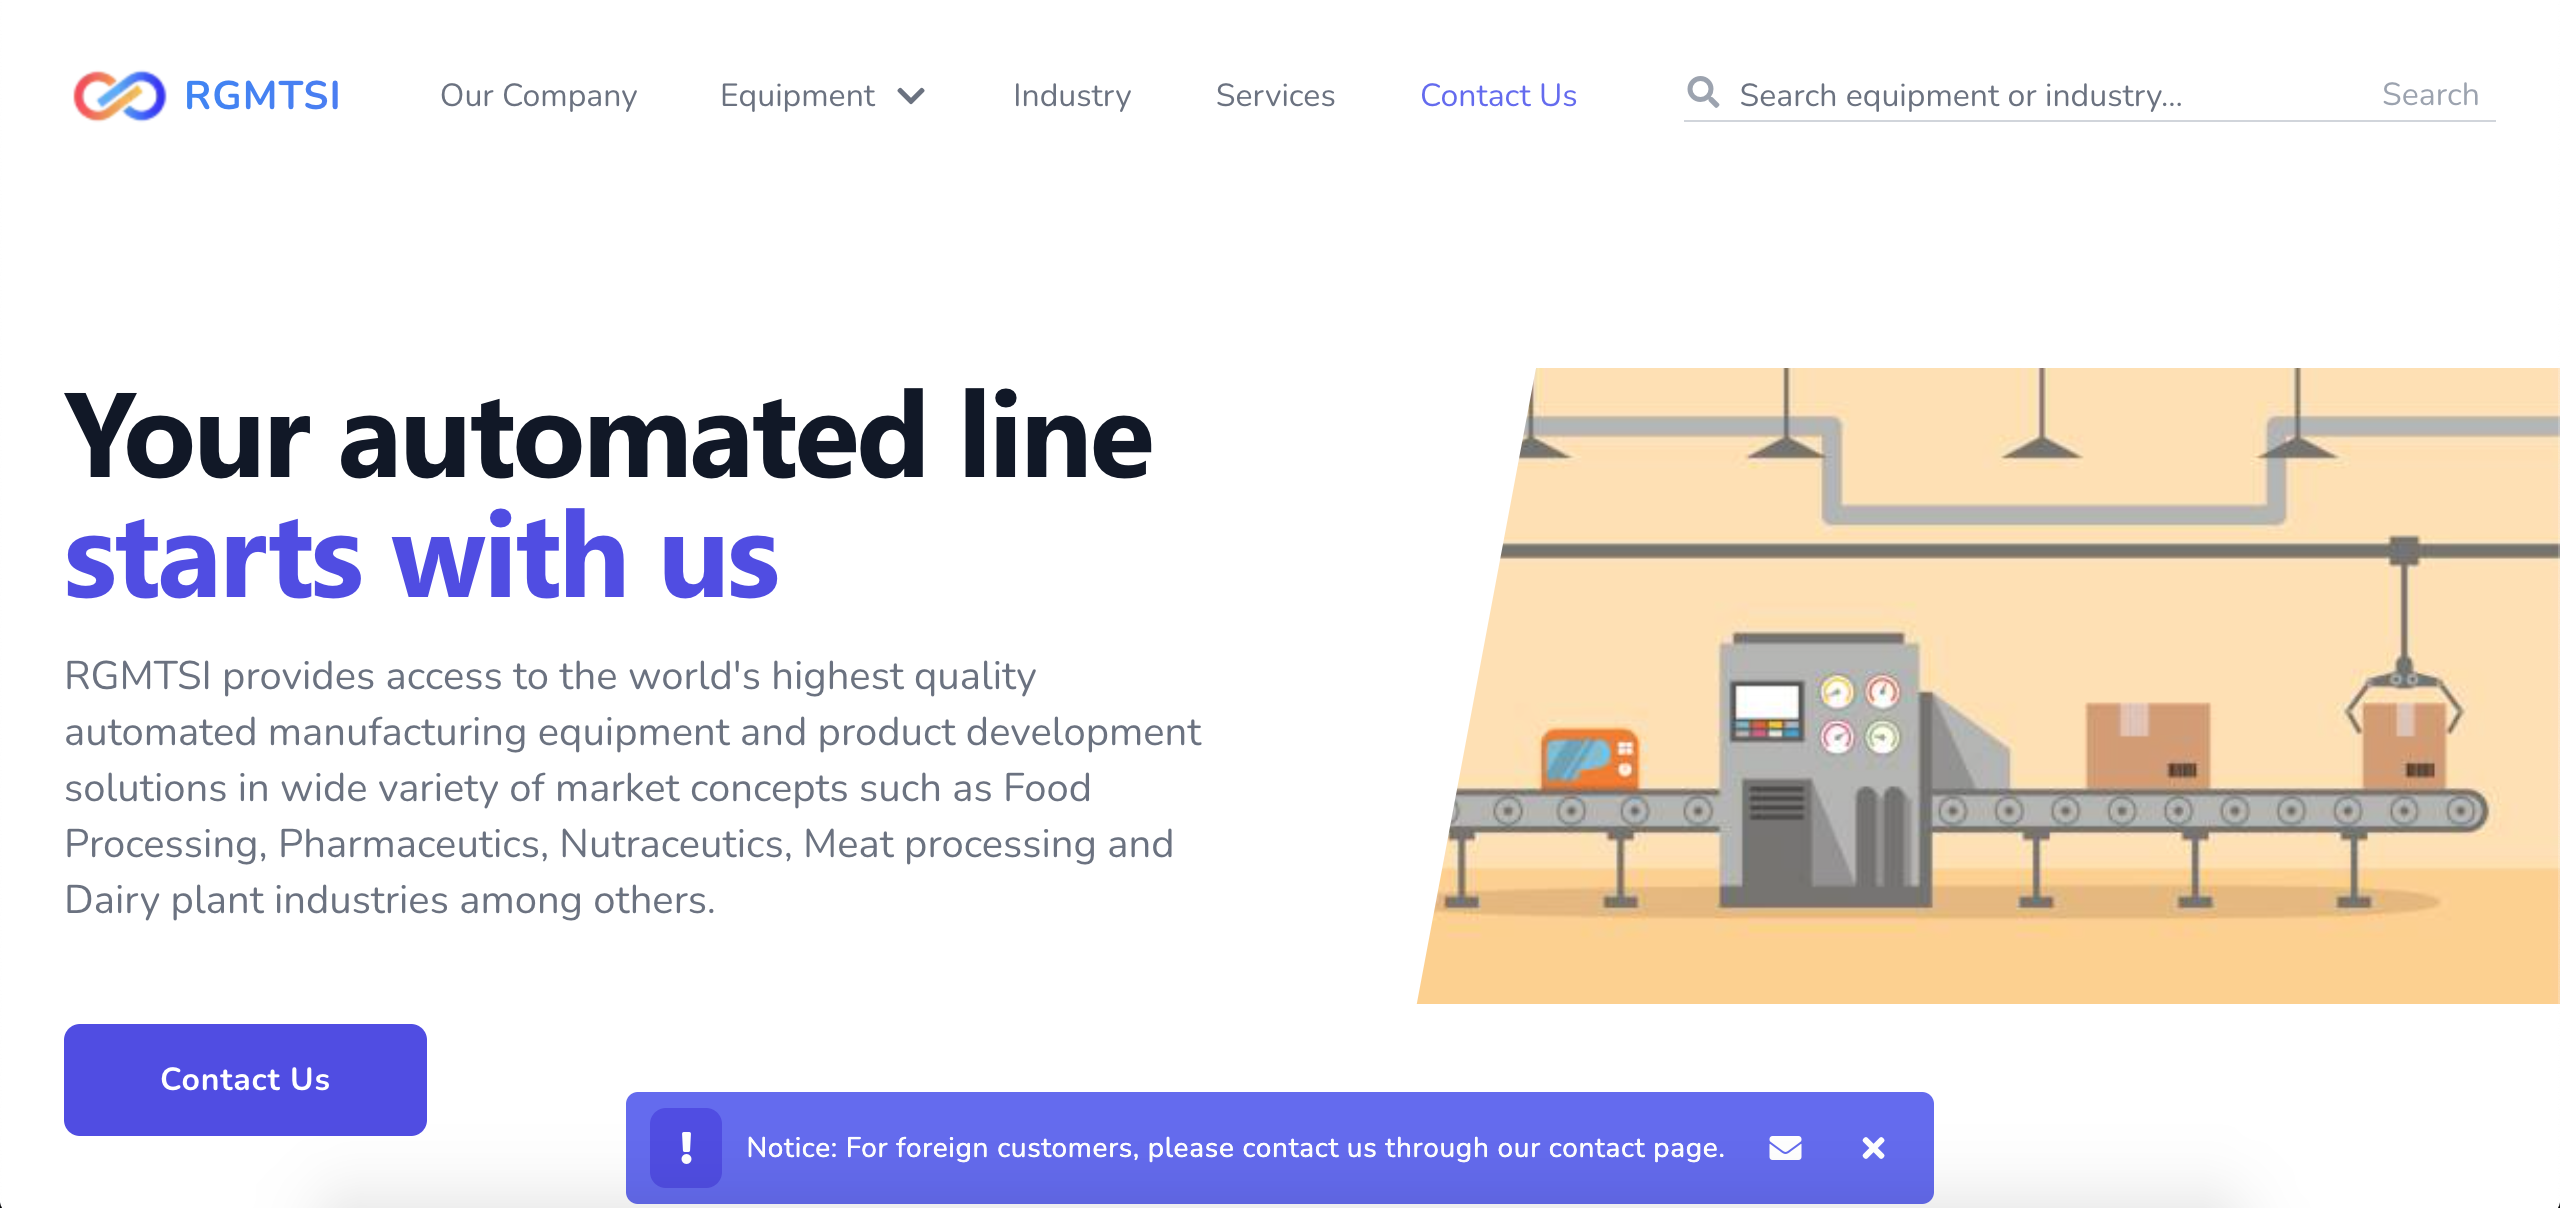 RGMTSI Our Company Equipment Industry Services Contact Us Search equipment or industry... Search
Your automated line
starts with us
RGMTSI provides access to the world's highest quality
automated manufacturing equipment and product development
solutions in wide variety of market concepts such as Food
Processing, Pharmaceutics, Nutraceutics, Meat processing and
Dairy plant industries among others.
Contact Us
Notice: For foreign customers, please contact us through our contact page.